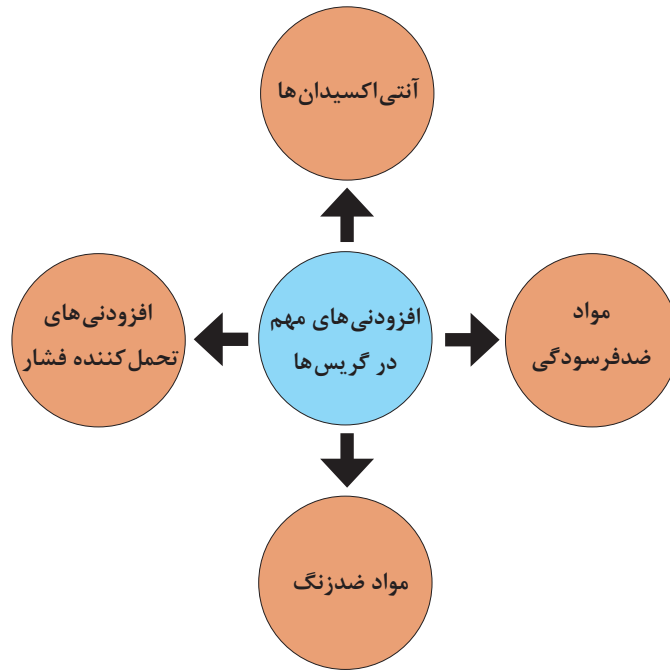 آنتی‌اکسیدان‌ها
افزودنی‌های مهم
در گریس‌ها
مواد
ضدفرسودگی
افزودنی‌های
تحمل‌کننده فشار
مواد ضدزنگ